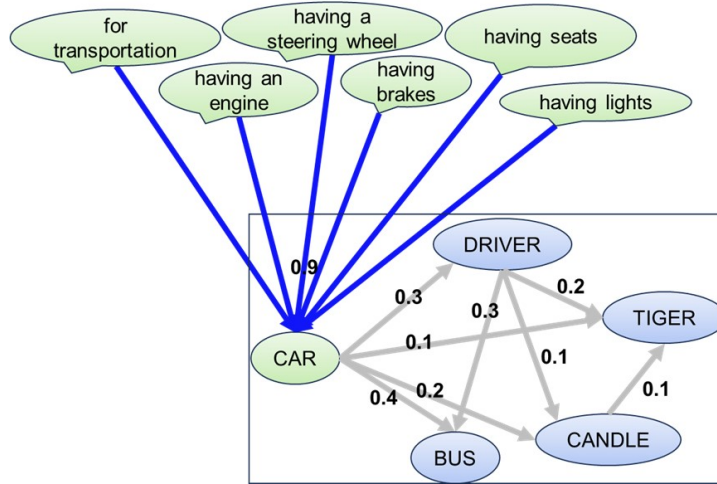 for
transportation
having an
engine
having a
steering wheel
having
brakes
having seats
having lights
0.9
DRIVER
0.3
0.2
0.3
TIGER
0.1
CAR
0.1
0.1
0.4
0.2
BUS
CANDLE